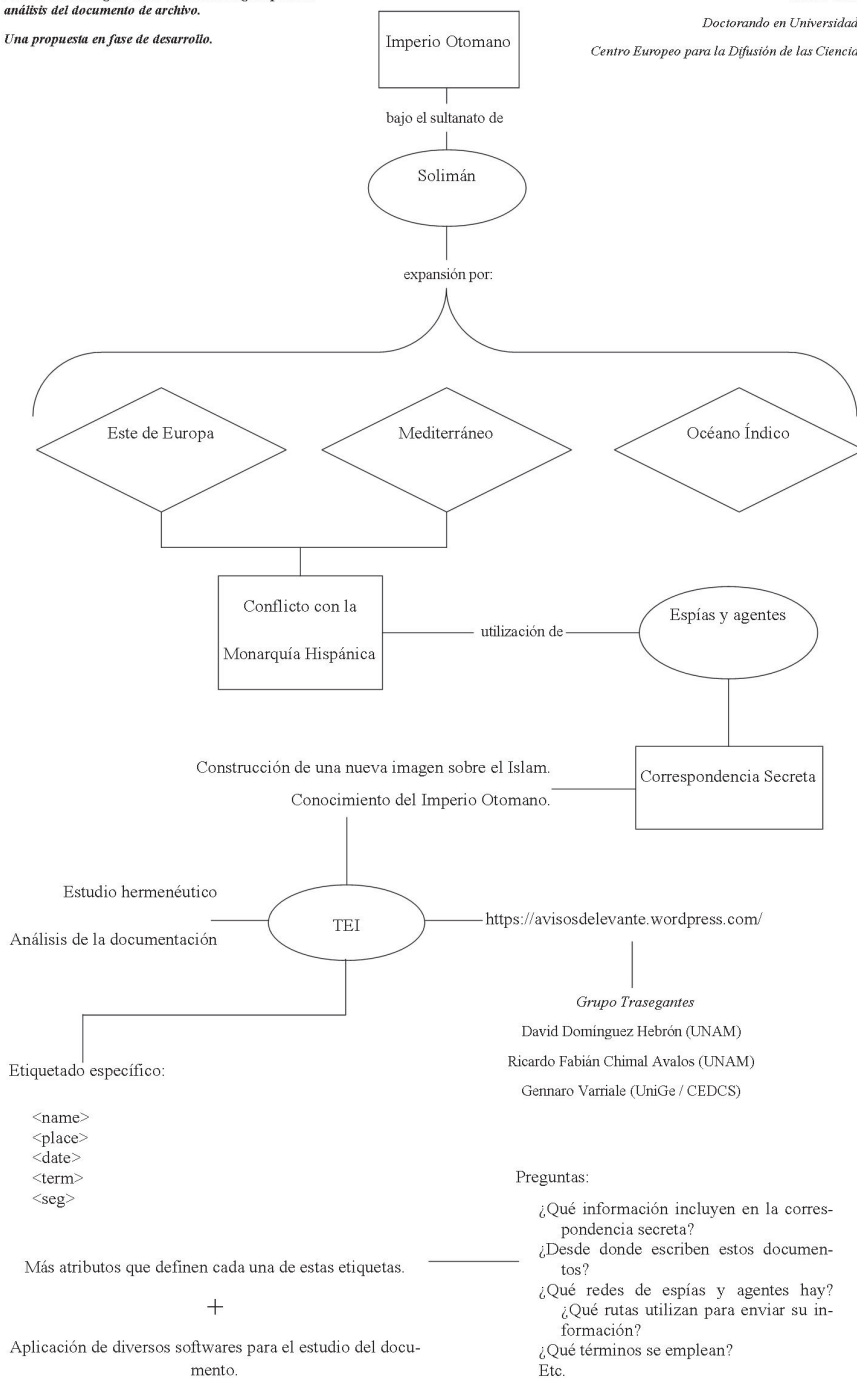 análisis del documento de archivo.
Una propuesta en fase de desarrollo.
Doctorando en Universidad
Centro Europeo para la Difusión de las Ciencia
Imperio Otomano
bajo el sultanato de
Solimán
expansión por:
Este de Europa
Mediterráneo
Océano Índico
Conflicto con la
Monarquía Hispánica
utilización de
Espías y agentes
Correspondencia Secreta
Construcción de una nueva imagen sobre el Islam.
Conocimiento del Imperio Otomano.
Estudio hermenéutico
Análisis de la documentación
TEI
https://avisosdelevante.wordpress.com/
Grupo Trasegantes
David Domínguez Hebrón (UNAM)
Ricardo Fabián Chimal Avalos (UNAM)
Gennaro Varriale (UniGe / CEDCS)
Etiquetado específico:
<name>
<place>
<date>
<term>
<seg>
Más atributos que definen cada una de estas etiquetas.
+
Aplicación de diversos softwares para el estudio del docu-
mento.
Preguntas:
¿Qué información incluyen en la corres-
pondencia secreta?
¿Desde donde escriben estos documen-
tos?
¿Qué redes de espías y agentes hay?
¿Qué rutas utilizan para enviar su in-
formación?
¿Qué términos se emplean?
Etc.